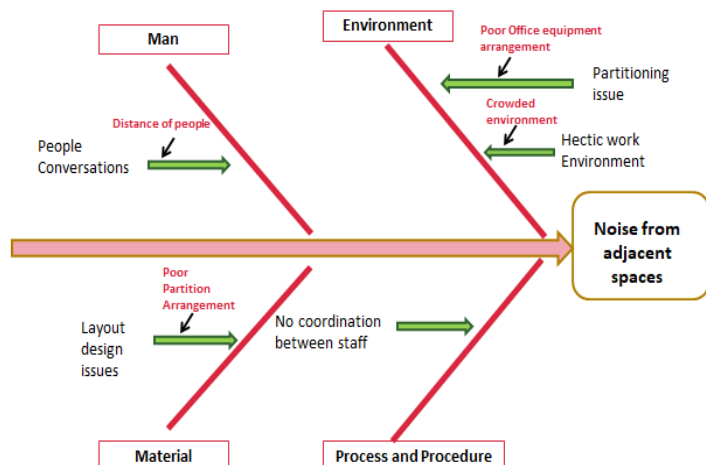 Man
Environment
Poor Office equipment
arrangement
Partitioning
issue
Distance of people
People
Conversations
Crowded
environment
Hectic work
Environment
Noise from
adjacent
spaces
Poor
Partition
Arrangement
Layout
design
issues
No coordination
between staff
Material
Process and Procedure